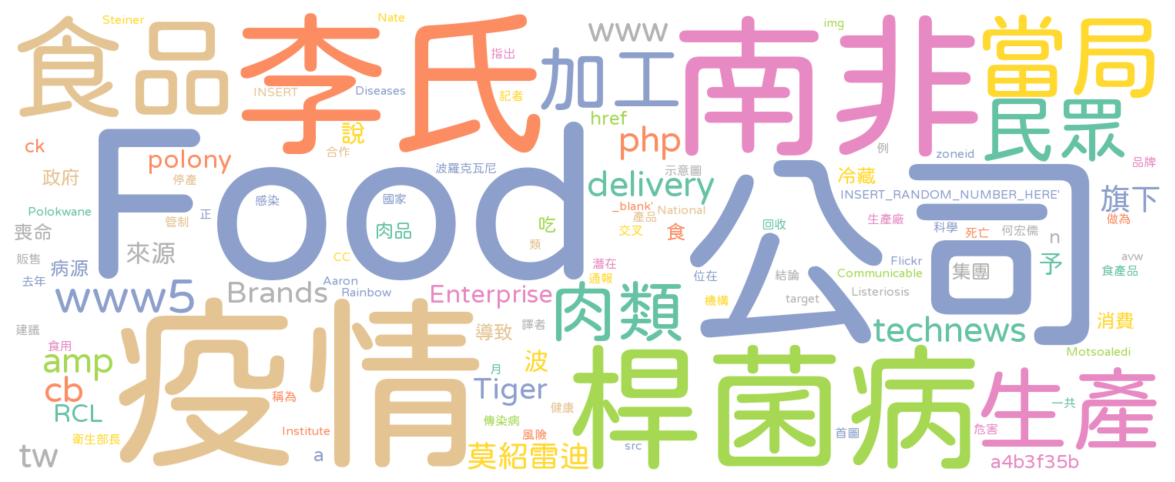 Steiner
Nate
img
食品
李氏
指出
www
南非
當局
INSERT
Diseases
記者
加工
href
民眾
ck
polony
說
合作
php
例
zoneid
品牌
政府
停產
波羅克瓦尼
示意圖
冷藏
Food
delivery
公司
INSERT_RANDOM_NUMBER_HERE'
旗下
Polokwane
管制
正
感染
國家
_blank'
產品
National
生產廠
做為
喪命
肉品
吃
交叉
食
回收
科學
死亡
何宏儒
n
來源
類
販售
病源
CC
潛在
通報
位在
結論
Flickr
Communicable
集團
予
avw
食產品
去年
Aaron
Rainbow
www5
Brands
Enterprise
肉類
機構
target
Listeriosis
建議
疫情
導致
譯者
technews
消費
食用
amp
波
月
Motsoaledi
cb
Tiger
桿菌病
生產
RCL
稱為
健康
一共
傳染病
衛生部長
Institute
風險
首圖
危害
tw
a
莫紹雷迪
src
a4b3f35b